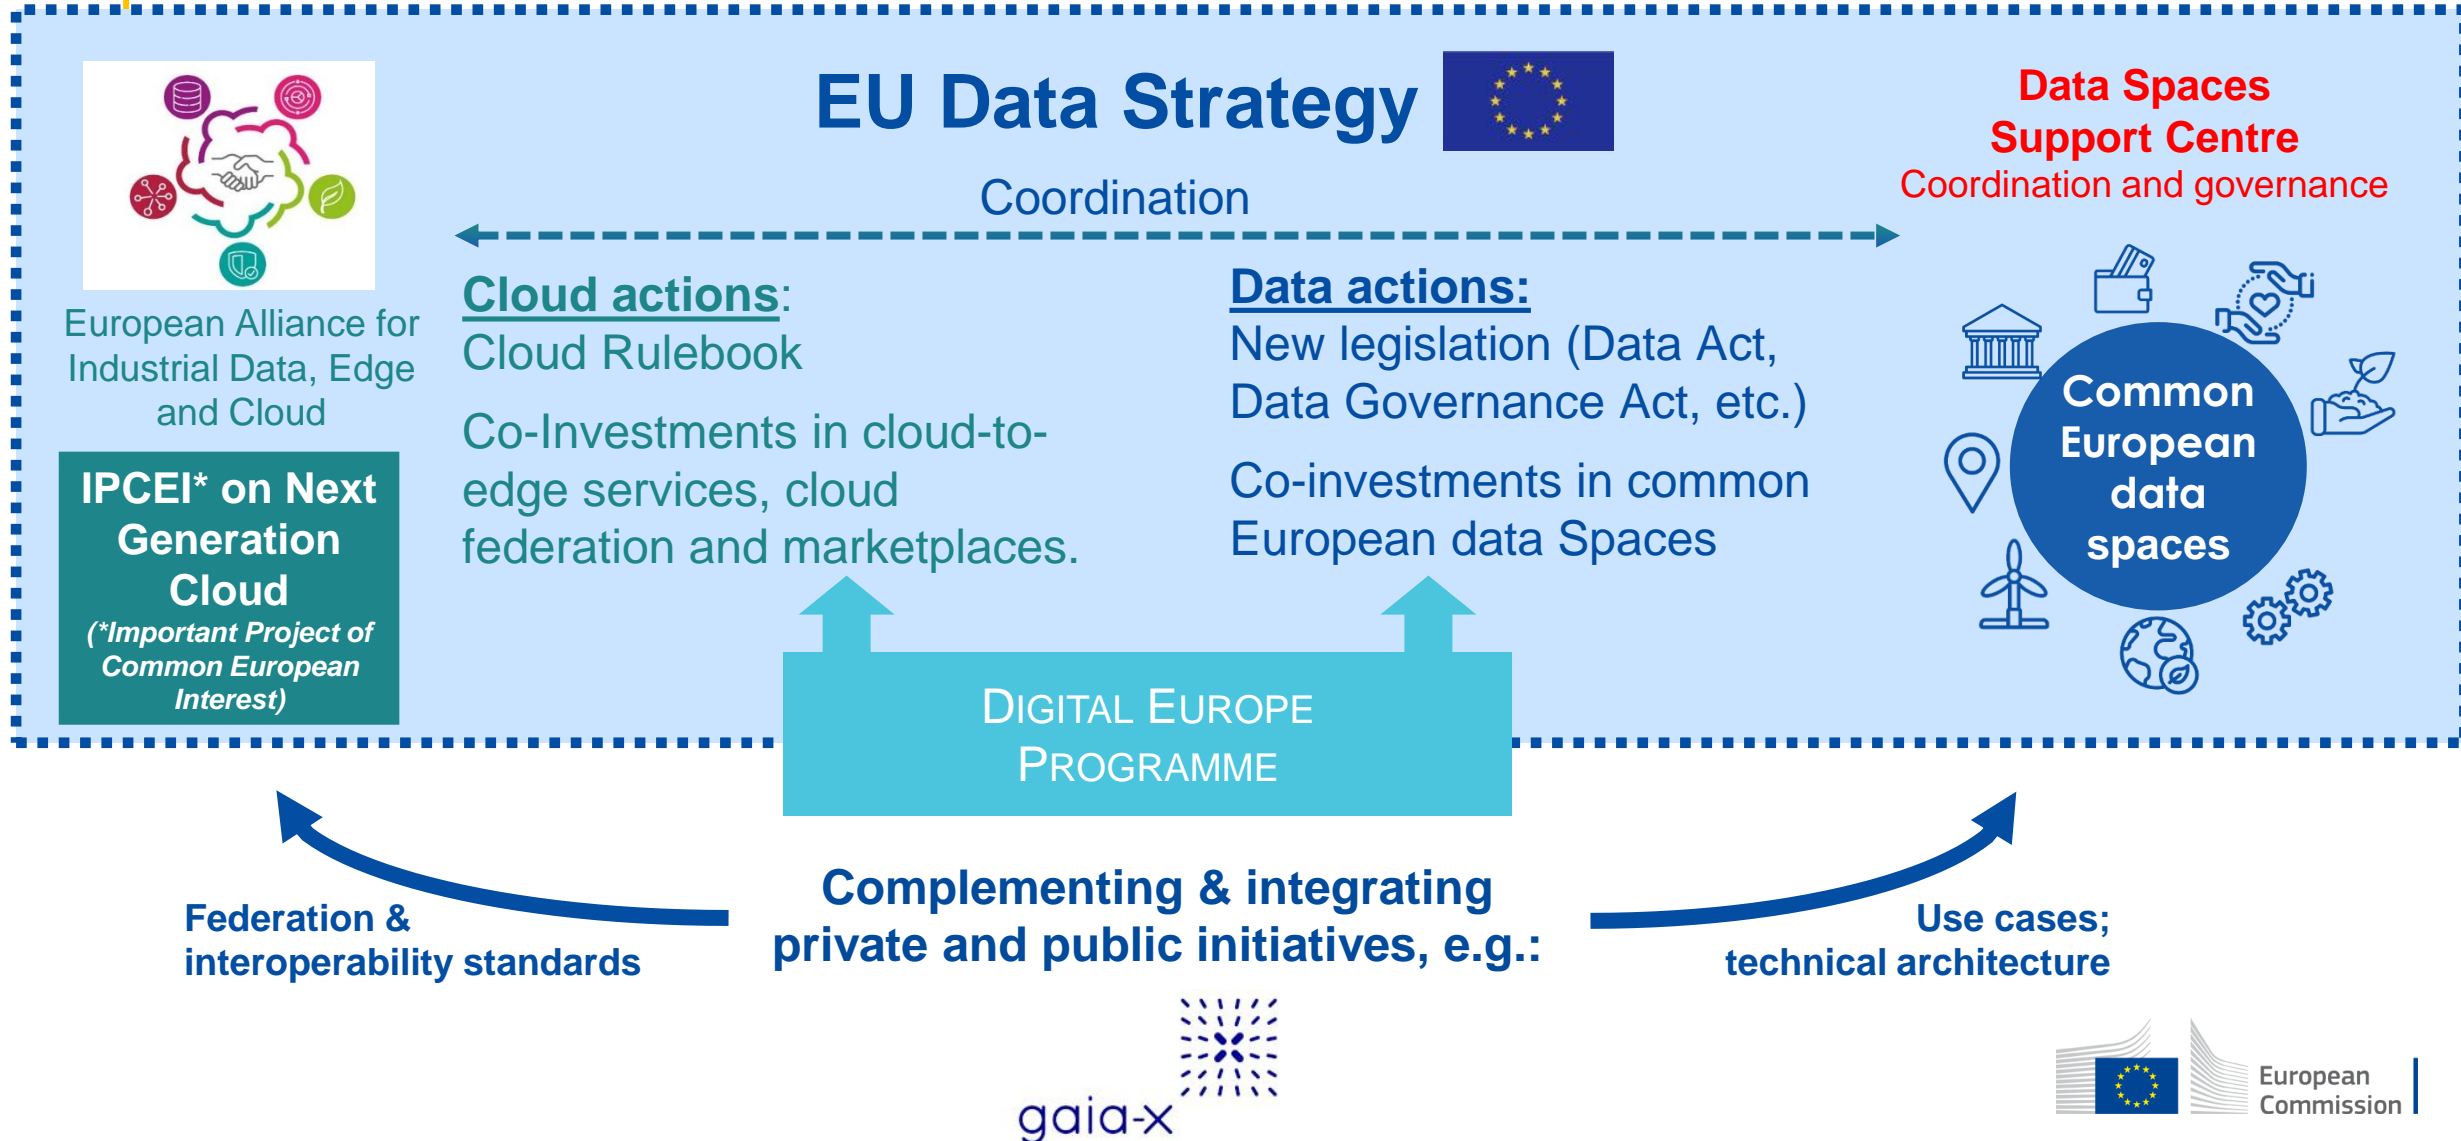 EU Data Strategy
Data Spaces
Support Centre
Coordination and governance
Coordination
European Alliance for
Industrial Data, Edge
and Cloud
IPCEI* on Next
Generation
Cloud
(*Important Project of
Common European
Interest)
Cloud actions:
Cloud Rulebook
Co-Investments in cloud-to-
edge services, cloud
federation and marketplaces.
Data actions:
New legislation (Data Act,
Data Governance Act, etc.)
Co-investments in common
European data Spaces
Common
European
data
spaces
DIGITAL EUROPE
PROGRAMME
Federation &
interoperability standards
Complementing & integrating
private and public initiatives, e.g.:
Use cases;
technical architecture
gaia-x
European
Commission